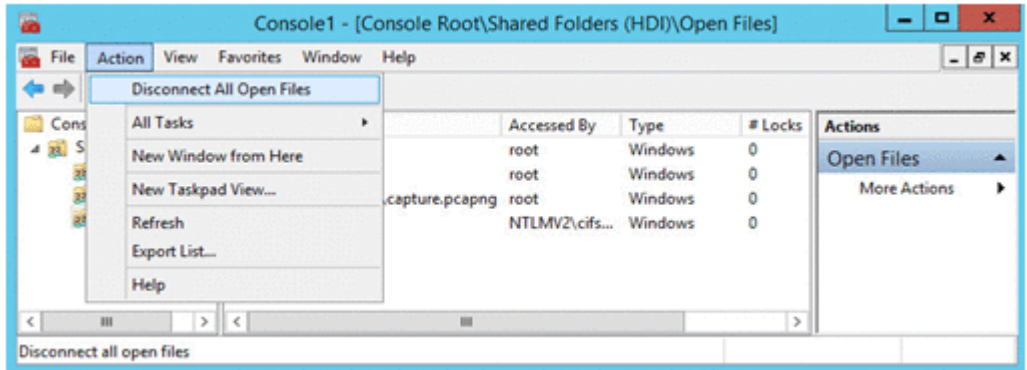 Console1 - [Console Root\Shared Folders (HDI)\Open Files]
File Action View Favorites Window Help
Disconnect All Open Files
Cons
All Tasks
Accessed By Type # Locks
Actions
S
New Window from Here
root Windows 0
Open Files
root Windows 0
New Taskpad View...
.capture.pcapng root Windows 0
More Actions
Refresh
NTLMV2\cifs... Windows 0
Export List...
Help
Disconnect all open files